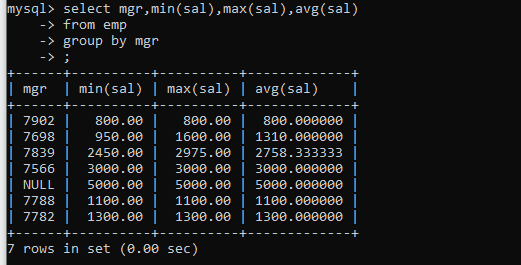 mysql> select mgr,min(sal),max(sal),avg(sal)
    -> from emp
    -> group by mgr
    -> ;
+------+----------+----------+-------------+
| mgr  | min(sal) | max(sal) | avg(sal)    |
+------+----------+----------+-------------+
| 7902 |   800.00 |   800.00 |  800.000000 |
| 7698 |   950.00 |  1600.00 | 1310.000000 |
| 7839 |  2450.00 |  2975.00 | 2758.333333 |
| 7566 |  3000.00 |  3000.00 | 3000.000000 |
| NULL |  5000.00 |  5000.00 | 5000.000000 |
| 7788 |  1100.00 |  1100.00 | 1100.000000 |
| 7782 |  1300.00 |  1300.00 | 1300.000000 |
+------+----------+----------+-------------+
7 rows in set (0.00 sec)